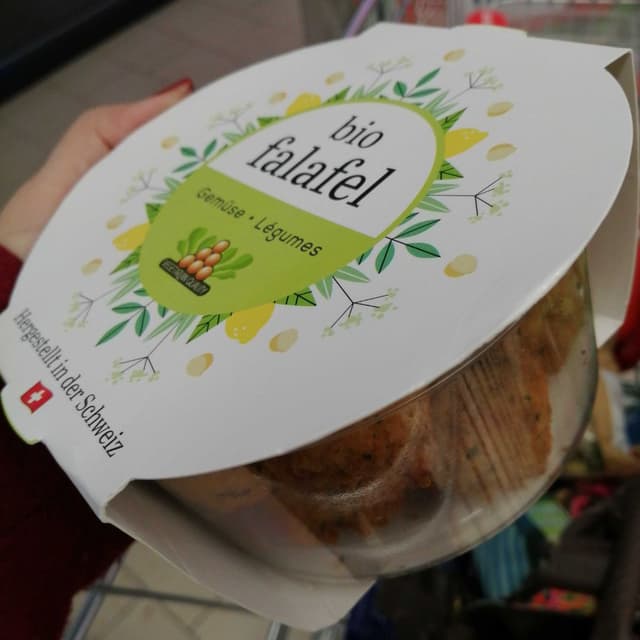 bio
falafel
Gemüse • Légumes
Hergestellt in der Schweiz